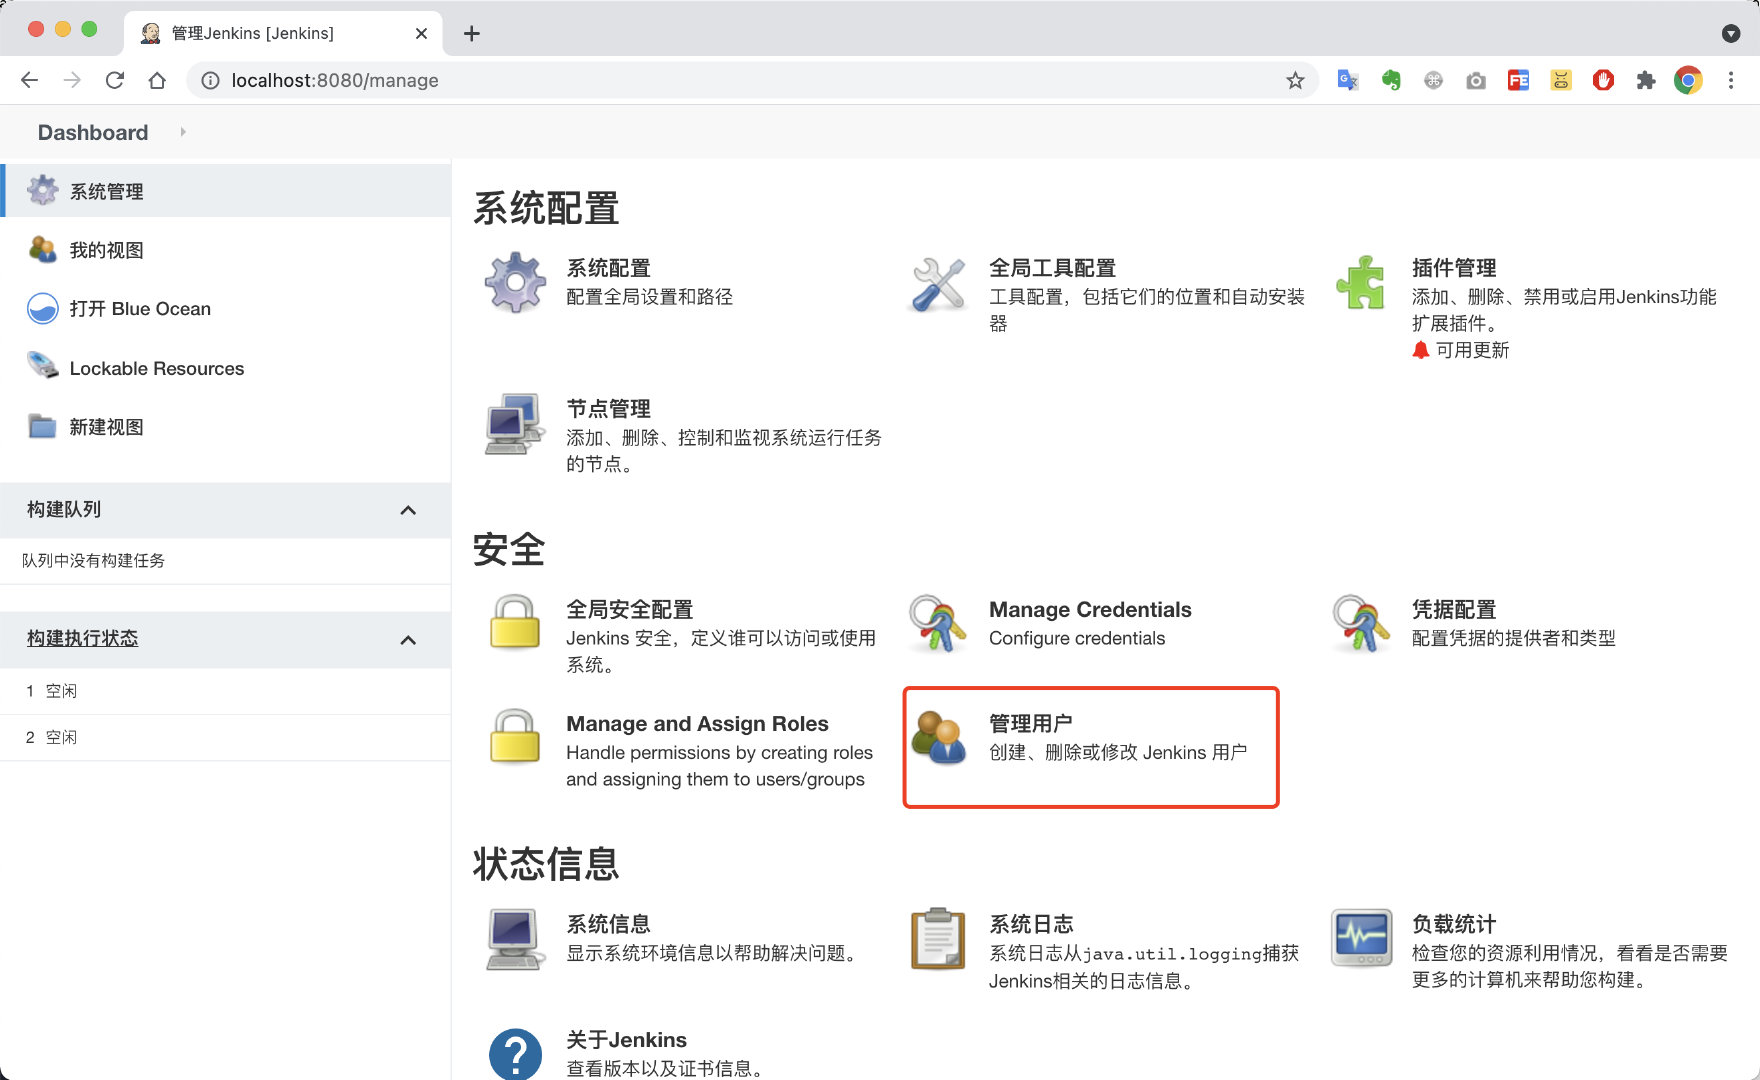 管理Jenkins [Jenkins]
localhost:8080/manage
Dashboard
系统管理
我的视图
打开 Blue Ocean
Lockable Resources
新建视图
构建队列
队列中没有构建任务
构建执行状态
1 空闲
2 空闲
系统配置
系统配置
配置全局设置和路径
全局工具配置
工具配置，包括它们的位置和自动安装
器
插件管理
添加、删除、禁用或启用Jenkins功能
扩展插件。
可用更新
节点管理
添加、删除、控制和监视系统运行任务
的节点。
安全
全局安全配置
Jenkins 安全，定义谁可以访问或使用
系统。
Manage Credentials
Configure credentials
凭据配置
配置凭据的提供者和类型
Manage and Assign Roles
Handle permissions by creating roles
and assigning them to users/groups
管理用户
创建、删除或修改 Jenkins 用户
状态信息
系统信息
显示系统环境信息以帮助解决问题。
系统日志
系统日志从java.util.logging捕获
Jenkins相关的日志信息。
负载统计
检查您的资源利用情况，看看是否需要
更多的计算机来帮助您构建。
关于Jenkins
查看版本以及证书信息。